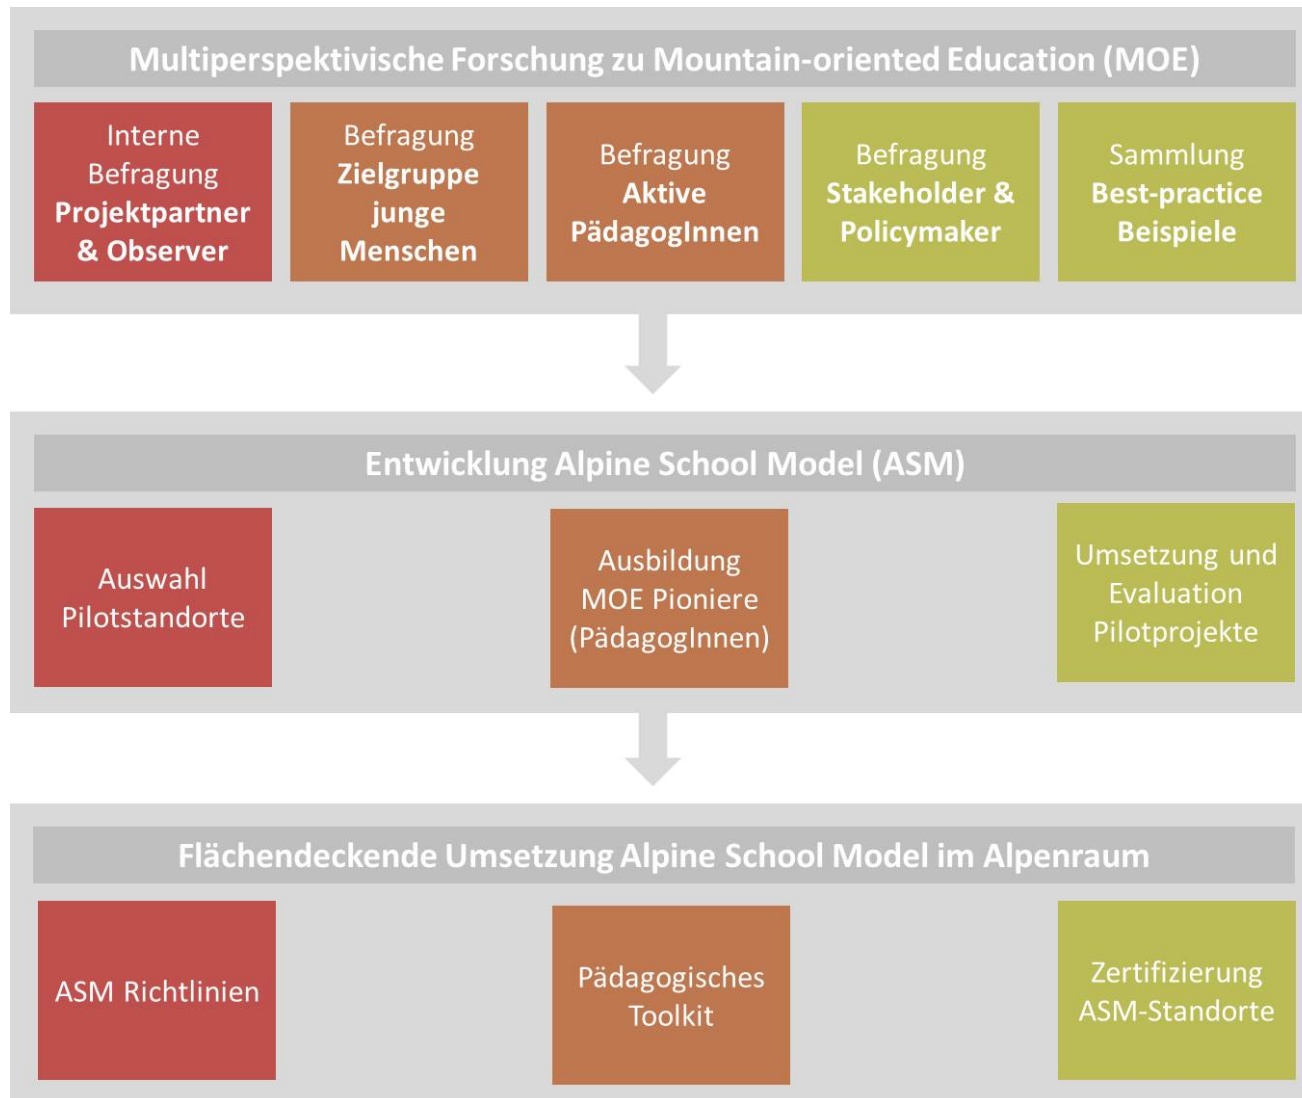 Multiperspektivische Forschung zu Mountain-oriented Education (MOE)
Interne
Befragung
Projektpartner
& Observer
Befragung
Zielgruppe
junge
Menschen
Befragung
Aktive
PädagogInnen
Befragung
Stakeholder &
Policymaker
Sammlung
Best-practice
Beispiele
Entwicklung Alpine School Model (ASM)
Auswahl
Pilotstandorte
Ausbildung
MOE Pioniere
(PädagogInnen)
Umsetzung und
Evaluation
Pilotprojekte
Flächendeckende Umsetzung Alpine School Model im Alpenraum
ASM Richtlinien
Pädagogisches
Toolkit
Zertifizierung
ASM-Standorte